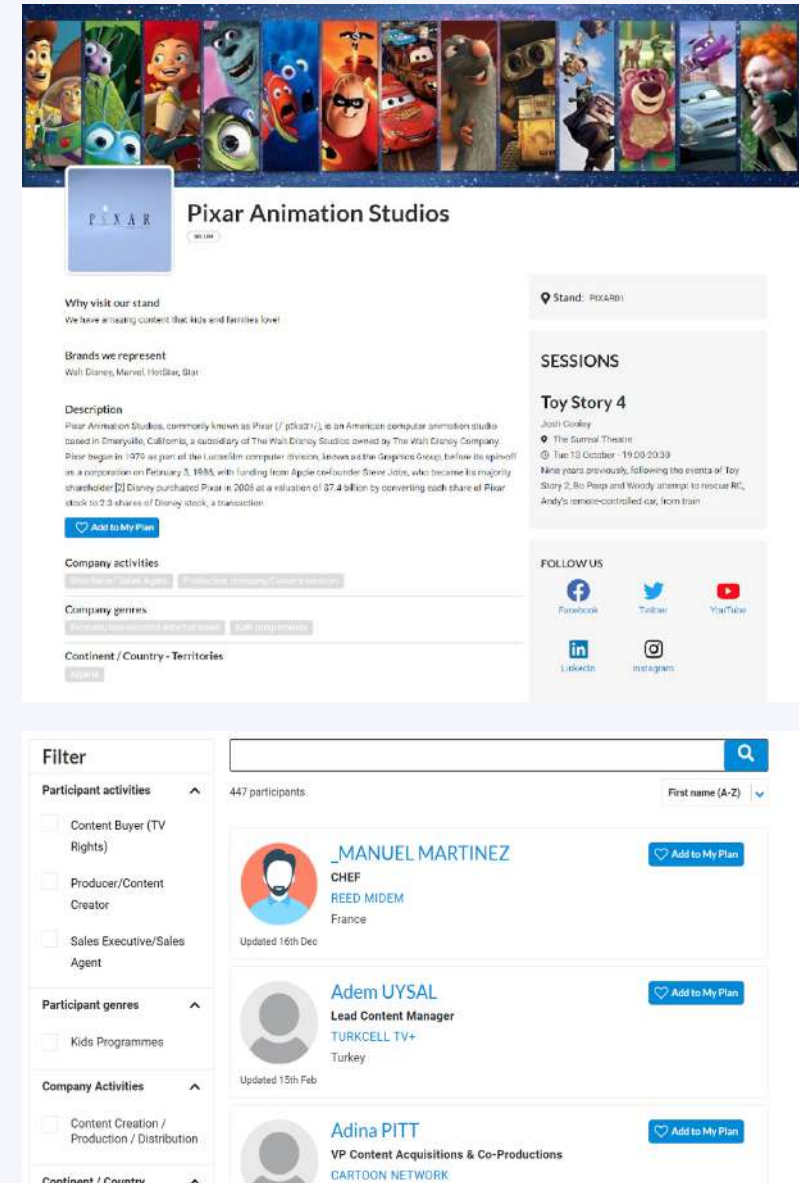 PIXAR
Pixar Animation Studios
Why visit our stand
We have amazing content that kids and families love!
Brands we represent
Walt Disney, Marvel, HotStar, Star
Description
Pixar Animation Studios, commonly known as Pixar (/ˈpɪksɑːr/), is an American computer animation studio
based in Emeryville, California, a subsidiary of The Walt Disney Studios owned by The Walt Disney Company.
Pixar began in 1979 as part of the Lucasfilm computer division, known as the Graphics Group, before its spin-off
as a corporation on February 3, 1986, with funding from Apple co-founder Steve Jobs, who became its majority
shareholder.[2] Disney purchased Pixar in 2006 at a valuation of $7.4 billion by converting each share of Pixar
stock to 2.3 shares of Disney stock, a transaction
Add to My Plan
Company activities
Distributor/Sales Agent
Production company/Content creation
Company genres
Kids programmes
Continent / Country - Territories
Algeria
Stand: PIXAR01
SESSIONS
Toy Story 4
Josh Cooley
The Surreal Theatre
Tue 13 October - 19:00-20:30
Nine years previously, following the events of Toy
Story 2, Bo Peep and Woody attempt to rescue RC,
Andy's remote-controlled car, from train
FOLLOW US
Facebook
Twitter
YouTube
LinkedIn
Instagram
Filter
Participant activities
Content Buyer (TV
Rights)
Producer/Content
Creator
Sales Executive/Sales
Agent
Participant genres
Kids Programmes
Company Activities
Content Creation /
Production / Distribution
Continent / Country
447 participants
First name (A-Z)
_MANUEL MARTINEZ
CHEF
REED MIDEM
France
Updated 16th Dec
Add to My Plan
Adem UYSAL
Lead Content Manager
TURKCELL TV+
Turkey
Updated 15th Feb
Add to My Plan
Adina PITT
VP Content Acquisitions & Co-Productions
CARTOON NETWORK
Add to My Plan